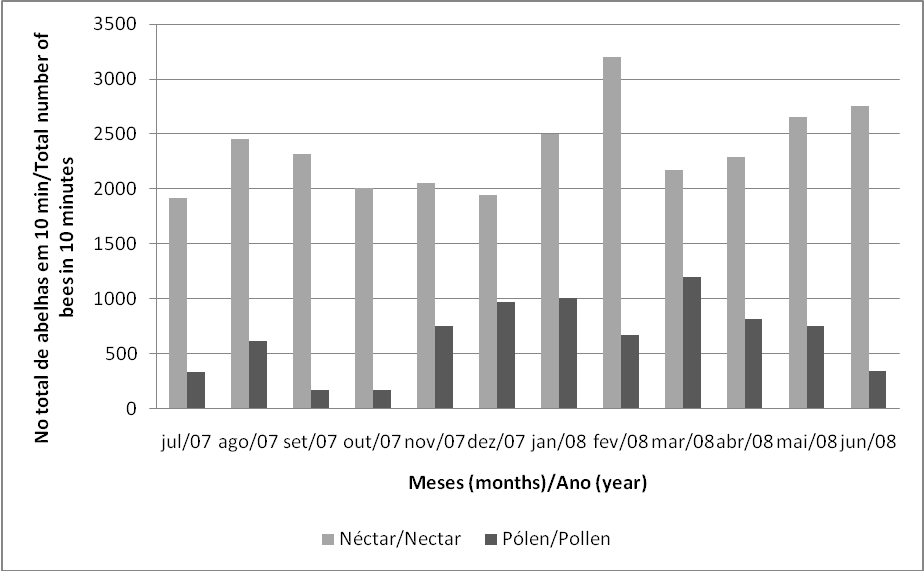 No total de abelhas em 10 min/Total number of
bees in 10 minutes
3500
3000
2500
2000
1500
1000
500
0
jul/07 ago/07 set/07 out/07 nov/07 dez/07 jan/08 fev/08 mar/08 abr/08 mai/08 jun/08
Meses (months)/Ano (year)
Néctar/Nectar Pólen/Pollen